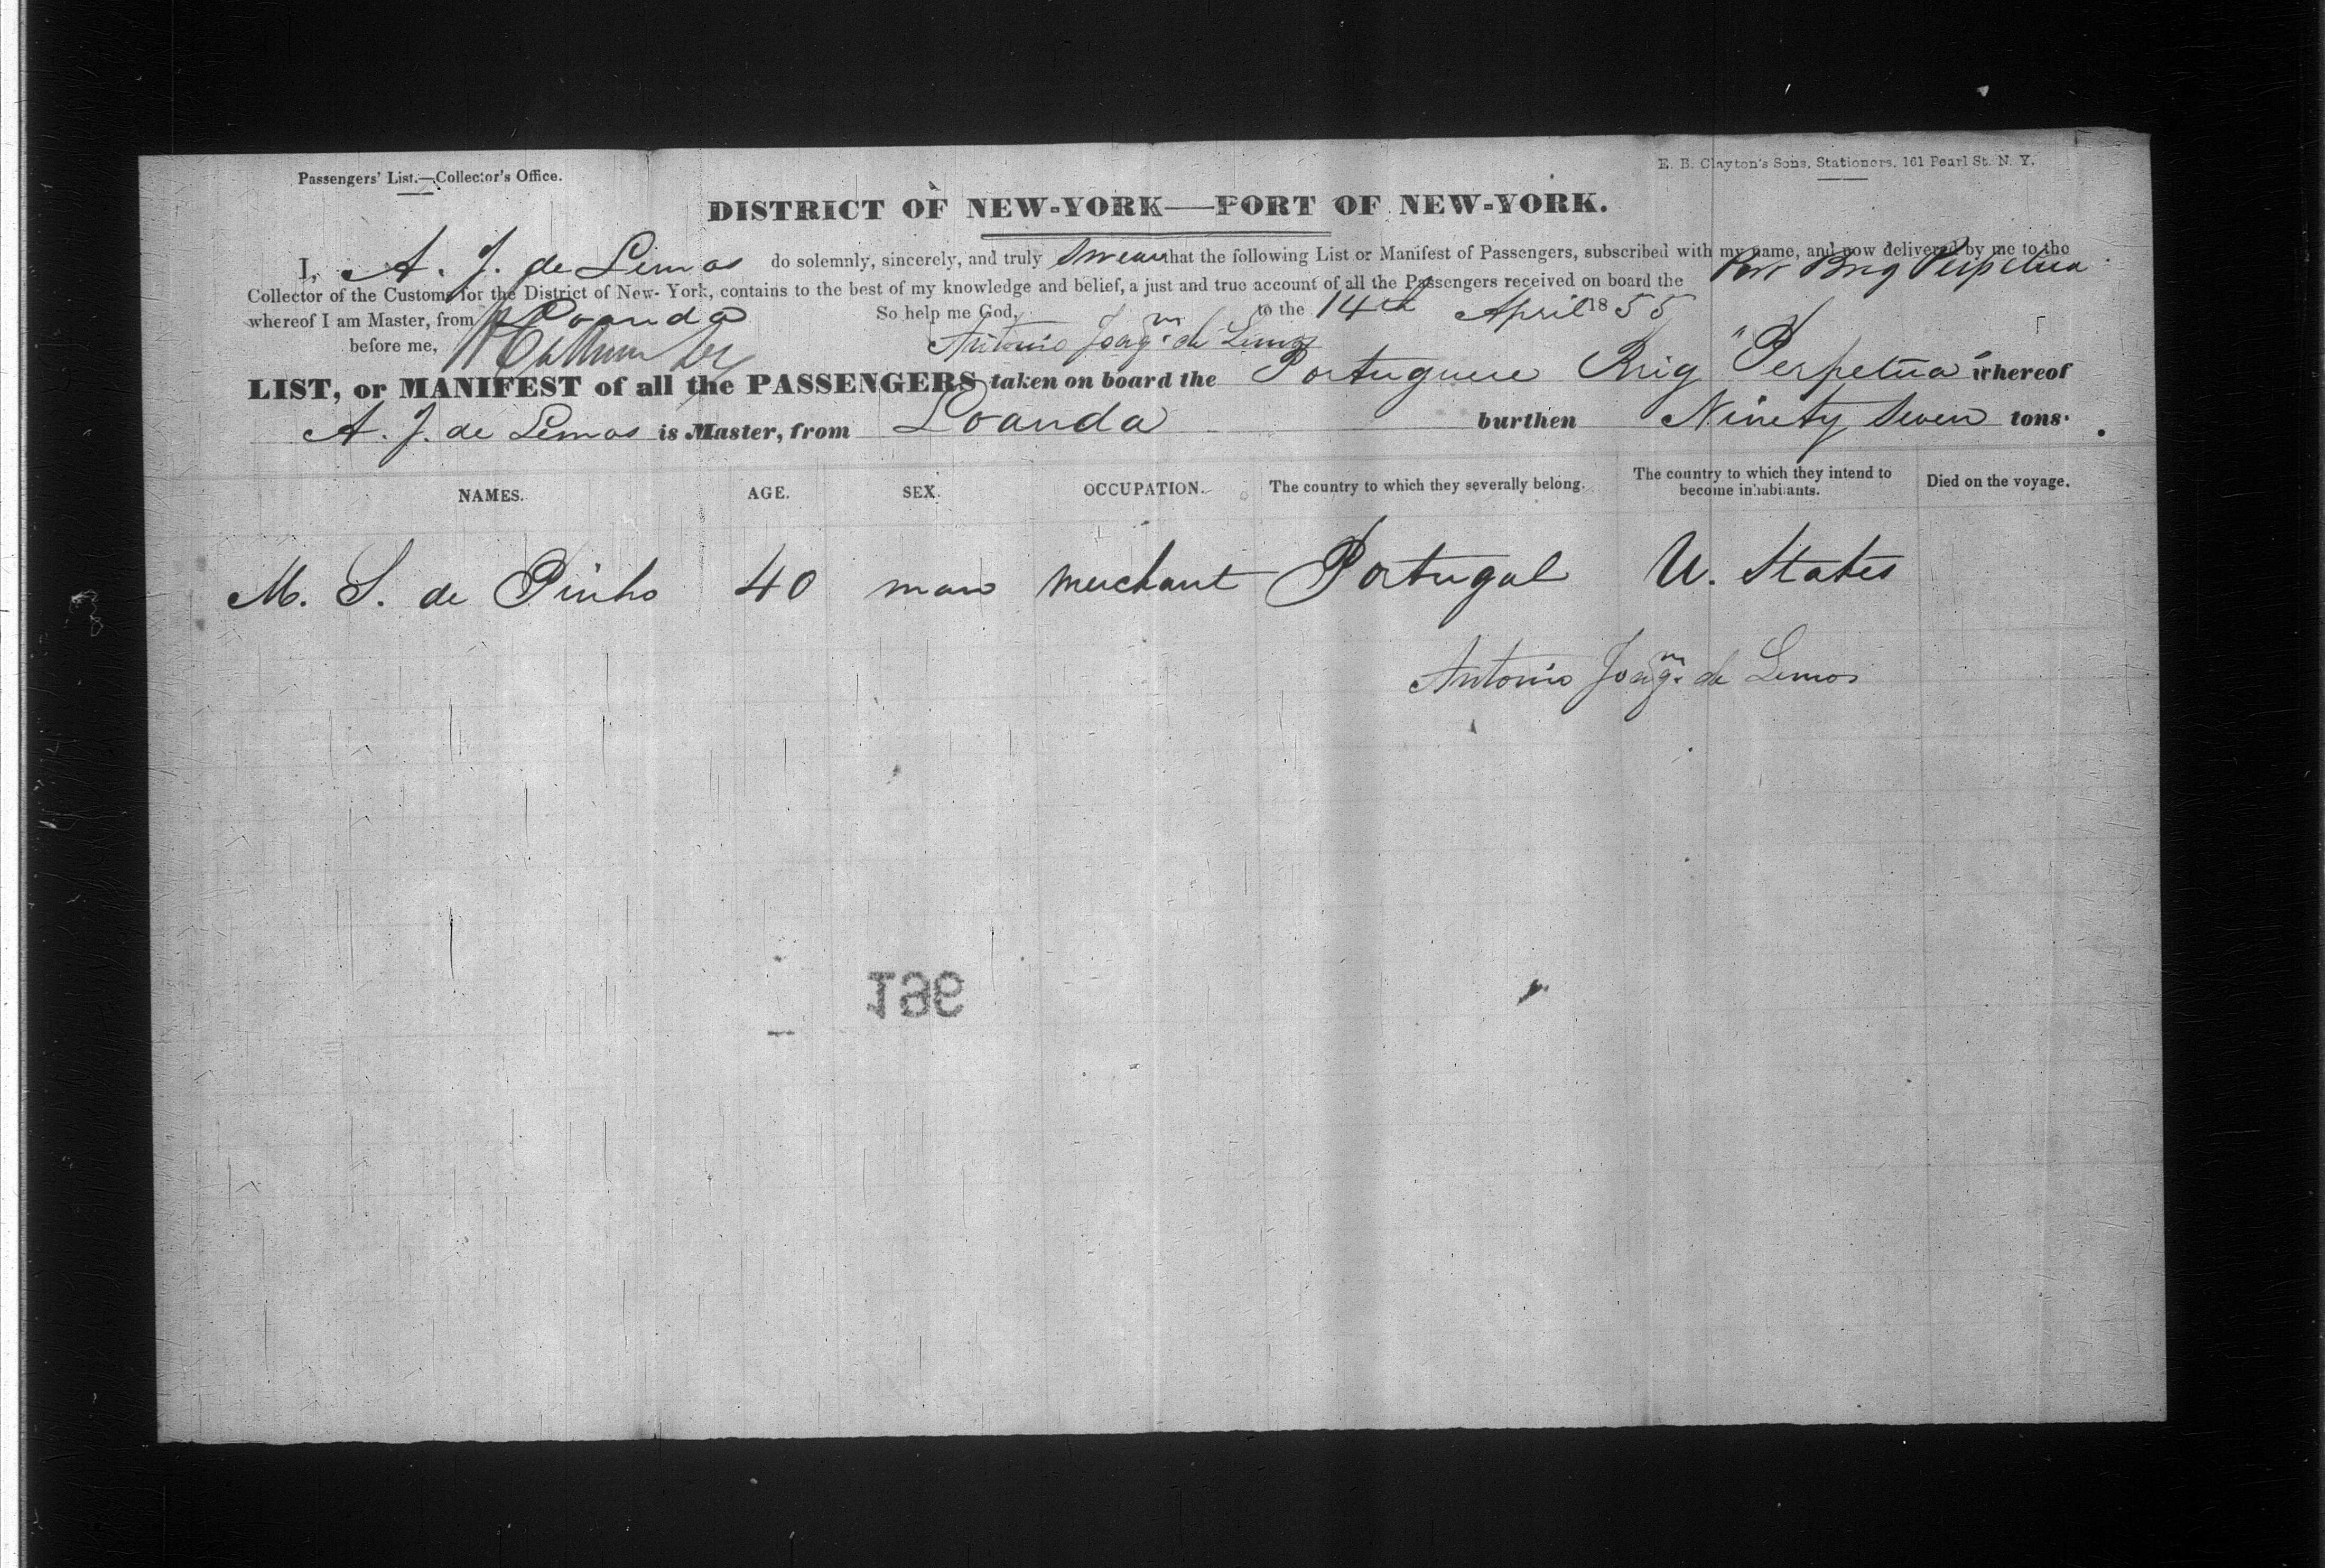 Passengers' List.—Collector's Office.
E. B. Clayton's Sons, Stationers, 161 Pearl St. N. Y.
DISTRICT OF NEW-YORK—PORT OF NEW-YORK.
I, A. J. de Lemos do solemnly, sincerely, and truly swear that the following List or Manifest of Passengers, subscribed with my name, and now delivered by me to the
Collector of the Customs for the District of New-York, contains to the best of my knowledge and belief, a just and true account of all the Passengers received on board the Port Brig Perpetua
whereof I am Master, from Loanda So help me God, to the 14th April 1855
before me, Antonio Joaqm de Lemos
LIST, or MANIFEST of all the PASSENGERS taken on board the Portuguese Brig "Perpetua" whereof
A. J. de Lemos is Master, from Loanda burthen Ninety Seven tons.
NAMES. AGE. SEX. OCCUPATION. The country to which they severally belong. The country to which they intend to become inhabitants. Died on the voyage.
M. S. de Pinho 40 man merchant Portugal U. States
Antonio Joaqm de Lemos